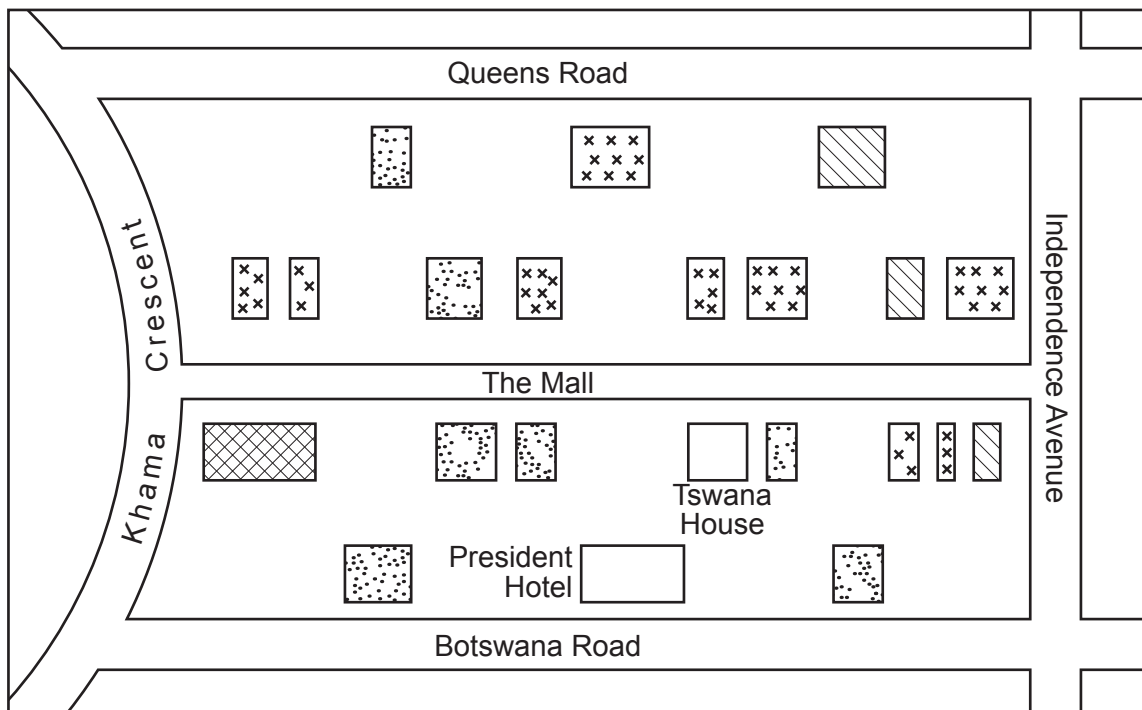 Queens Road
Khama Crescent
Independence Avenue
The Mall
Tswana
House
President
Hotel
Botswana Road